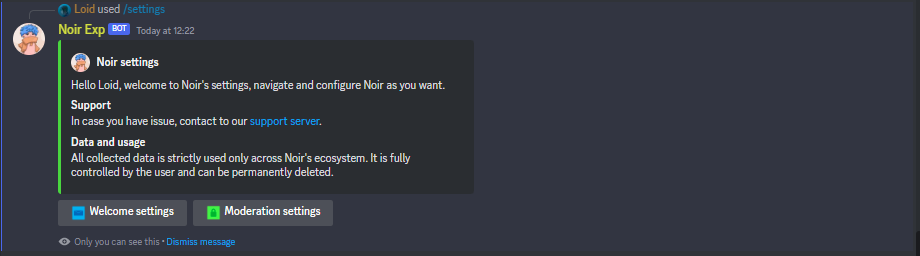 Loid used /settings
Noir Exp BOT Today at 12:22
Noir settings
Hello Loid, welcome to Noir's settings, navigate and configure Noir as you want.
Support
In case you have issue, contact to our support server.
Data and usage
All collected data is strictly used only across Noir's ecosystem. It is fully
controlled by the user and can be permanently deleted.
Welcome settings Moderation settings
Only you can see this • Dismiss message